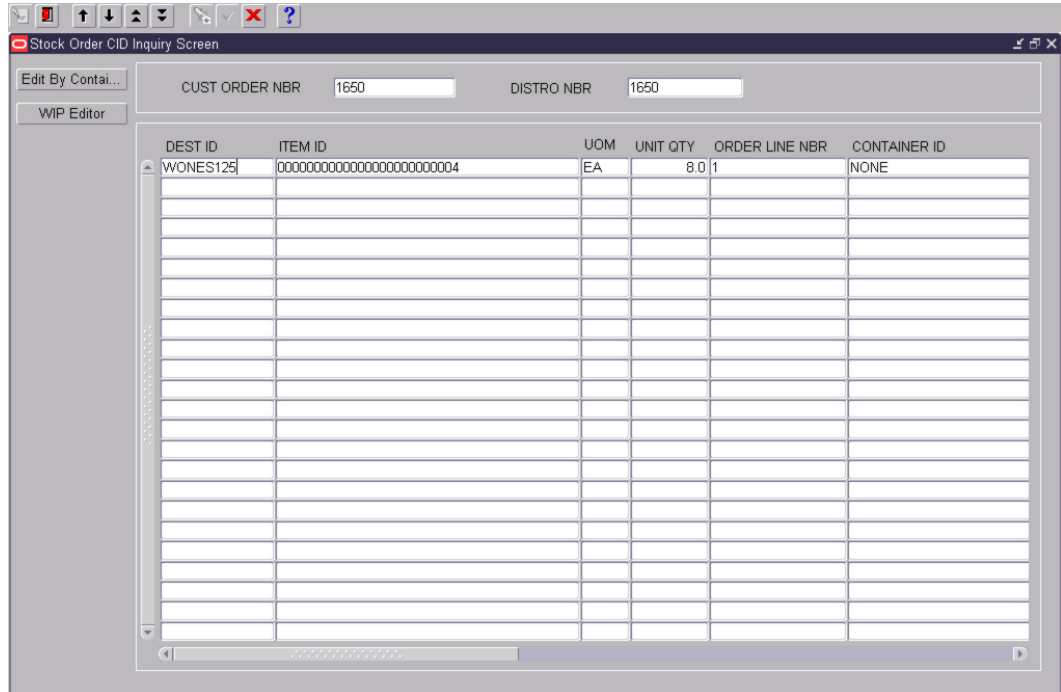 ?
Stock Order CID Inquiry Screen
Edit By Contai...
CUST ORDER NBR 1650 DISTRO NBR 1650
WIP Editor
DEST ID ITEM ID UOM UNIT QTY ORDER LINE NBR CONTAINER ID
WONES125 0000000000000000000000004 EA 8.0 1 NONE